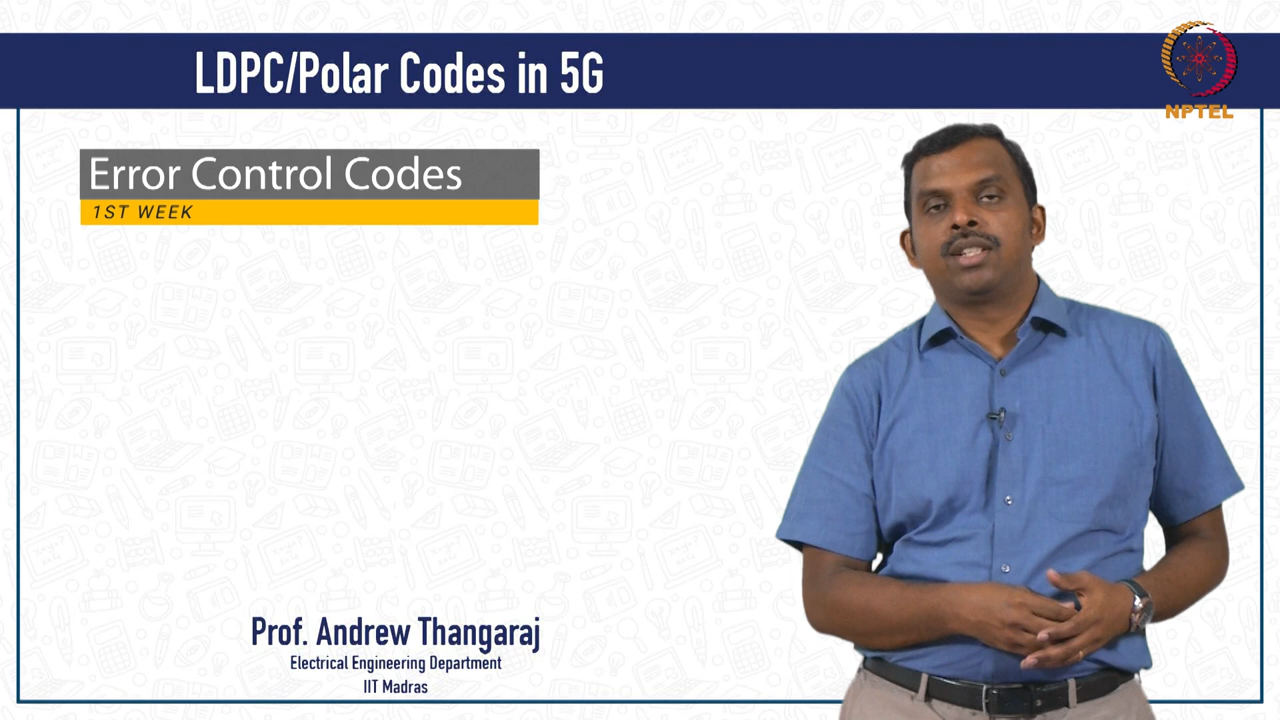 LDPC/Polar Codes in 5G
NPTEL
Error Control Codes
1ST WEEK
Prof. Andrew Thangaraj
Electrical Engineering Department
IIT Madras